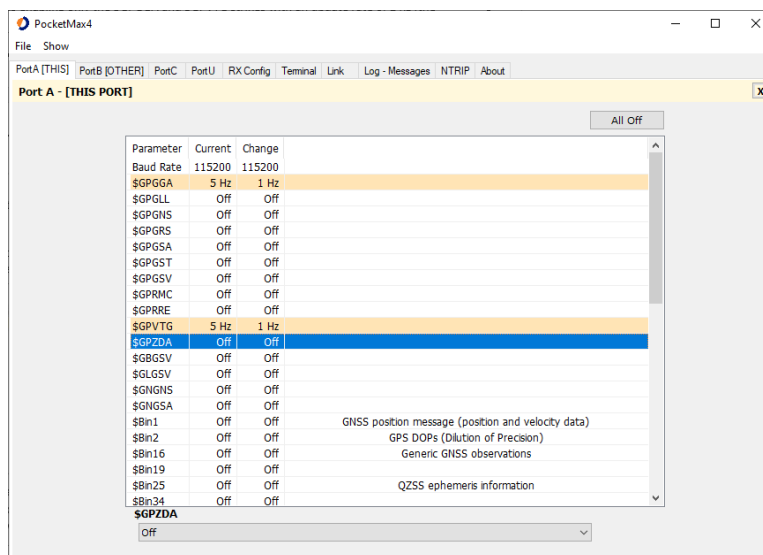 PocketMax4
File Show
PortA [THIS] PortB [OTHER] PortC PortU RX Config Terminal Link Log - Messages NTRIP About
Port A - [THIS PORT] X
All Off
Parameter Current Change
Baud Rate 115200 115200
$GPGGA 5 Hz 1 Hz
$GPGLL Off Off
$GPGNS Off Off
$GPGRS Off Off
$GPGSA Off Off
$GPGST Off Off
$GPGSV Off Off
$GPRMC Off Off
$GPRRE Off Off
$GPVTG 5 Hz 1 Hz
$GPZDA Off Off
$GBGSV Off Off
$GLGSV Off Off
$GNGNS Off Off
$GNGSA Off Off
$Bin1 Off Off GNSS position message (position and velocity data)
$Bin2 Off Off GPS DOPs (Dilution of Precision)
$Bin16 Off Off Generic GNSS observations
$Bin19 Off Off
$Bin25 Off Off QZSS ephemeris information
$Bin34 Off Off
$GPZDA
Off